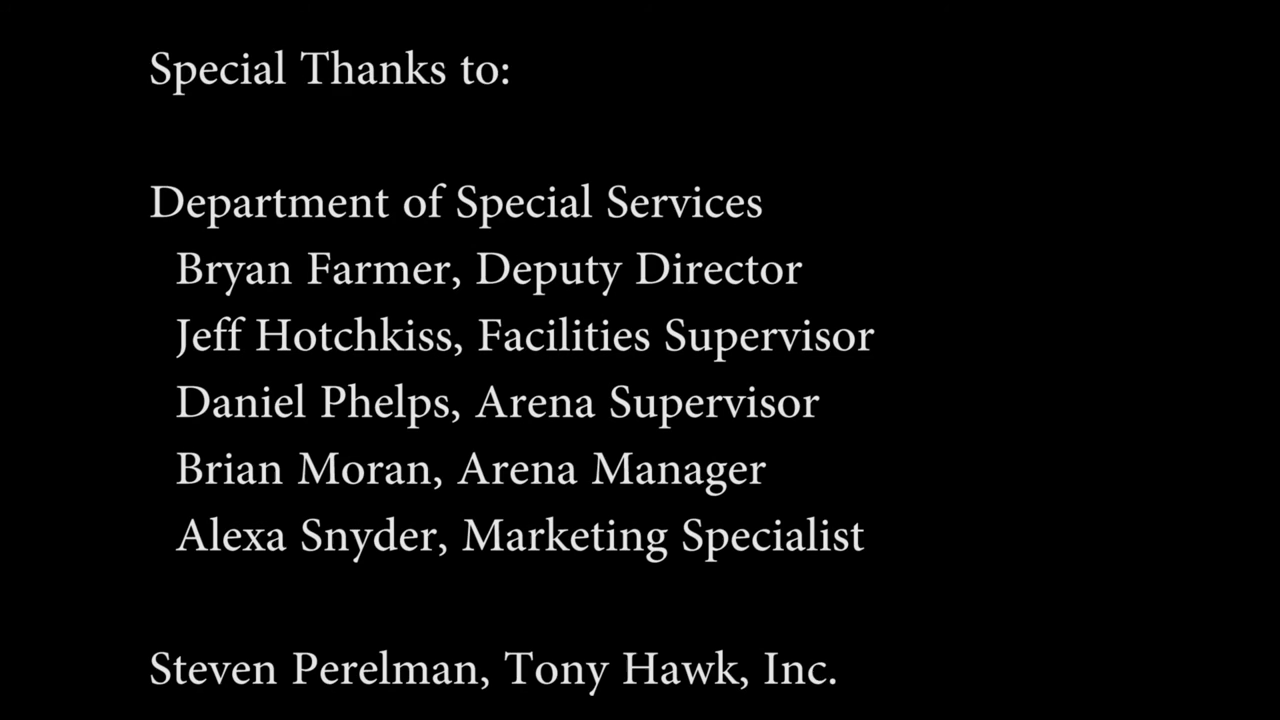 Special Thanks to:
Department of Special Services
Bryan Farmer, Deputy Director
Jeff Hotchkiss, Facilities Supervisor
Daniel Phelps, Arena Supervisor
Brian Moran, Arena Manager
Alexa Snyder, Marketing Specialist
Steven Perelman, Tony Hawk, Inc.